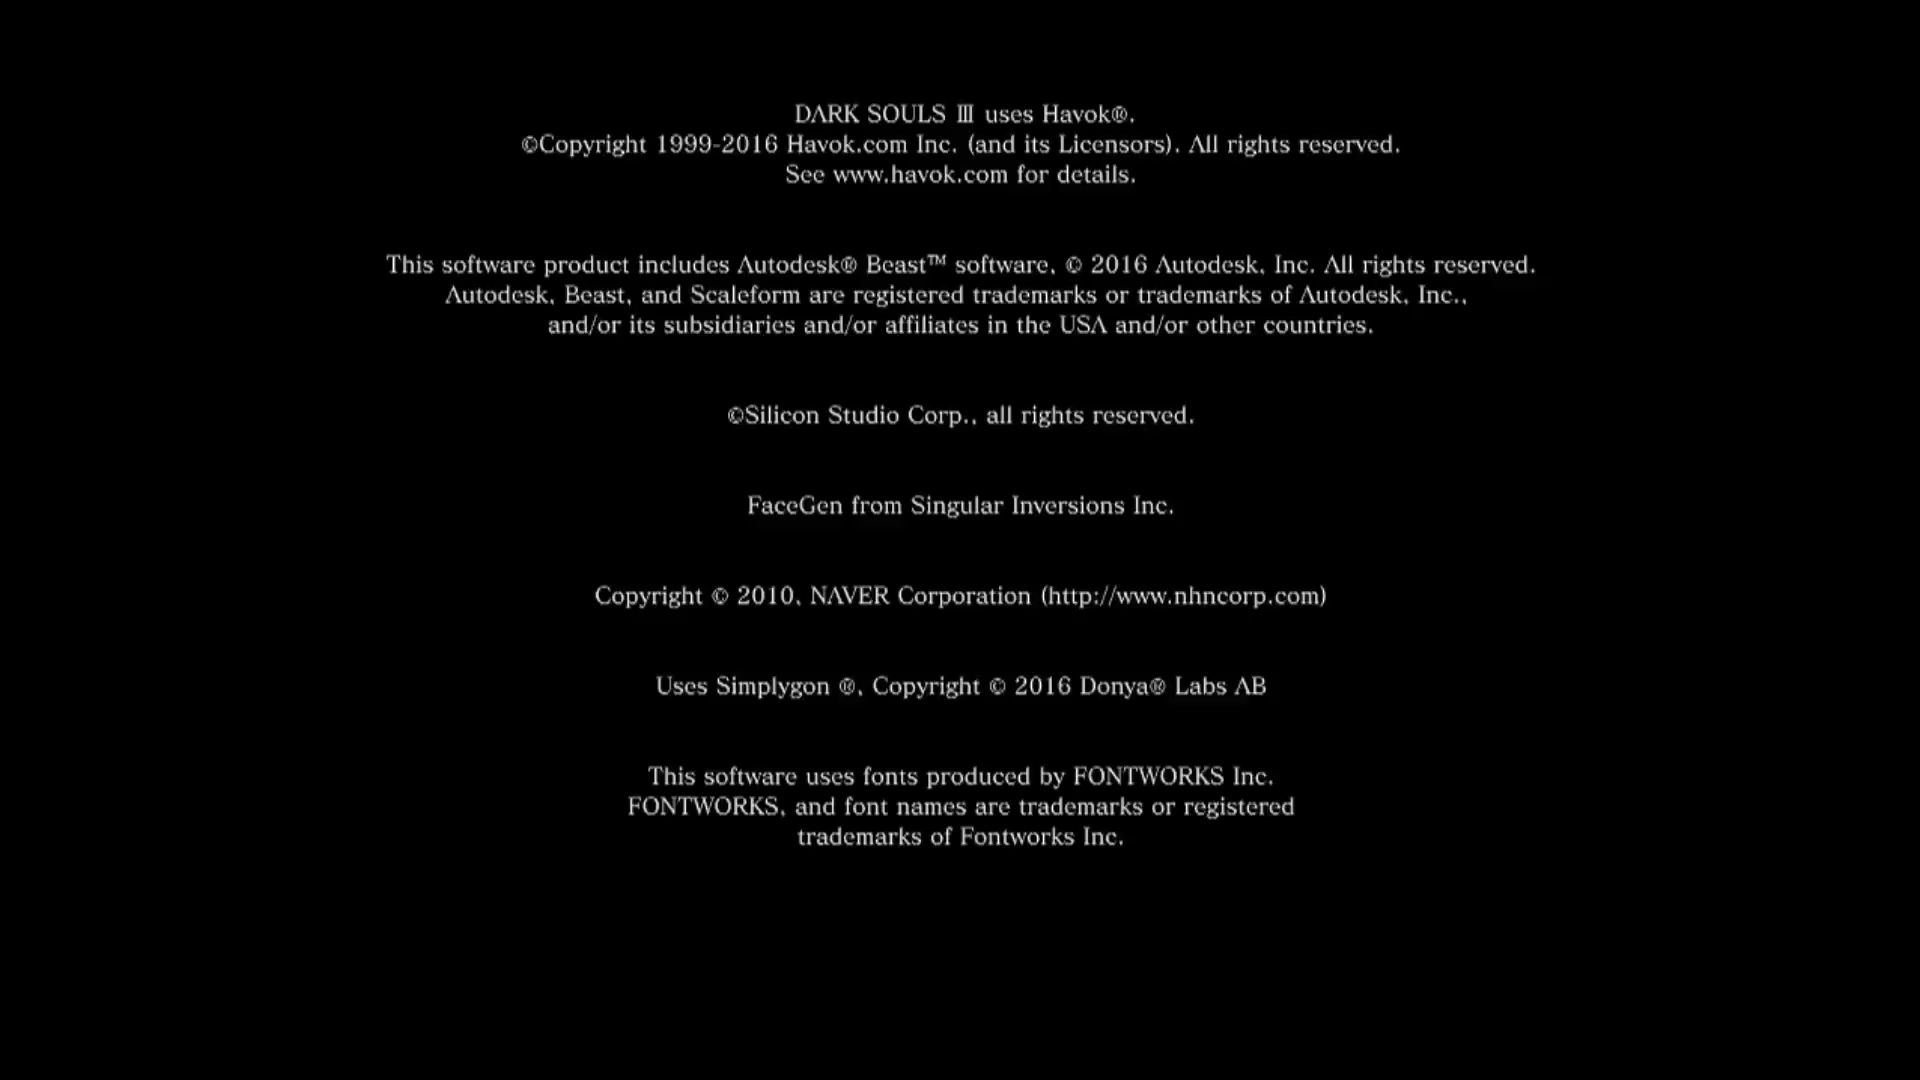 DARK SOULS Ⅲ uses Havok®.
©Copyright 1999-2016 Havok.com Inc. (and its Licensors). All rights reserved.
See www.havok.com for details.
This software product includes Autodesk® Beast™ software, © 2016 Autodesk, Inc. All rights reserved.
Autodesk, Beast, and Scaleform are registered trademarks or trademarks of Autodesk, Inc.,
and/or its subsidiaries and/or affiliates in the USA and/or other countries.
©Silicon Studio Corp., all rights reserved.
FaceGen from Singular Inversions Inc.
Copyright © 2010, NAVER Corporation (http://www.nhncorp.com)
Uses Simplygon ®, Copyright © 2016 Donya® Labs AB
This software uses fonts produced by FONTWORKS Inc.
FONTWORKS, and font names are trademarks or registered
trademarks of Fontworks Inc.